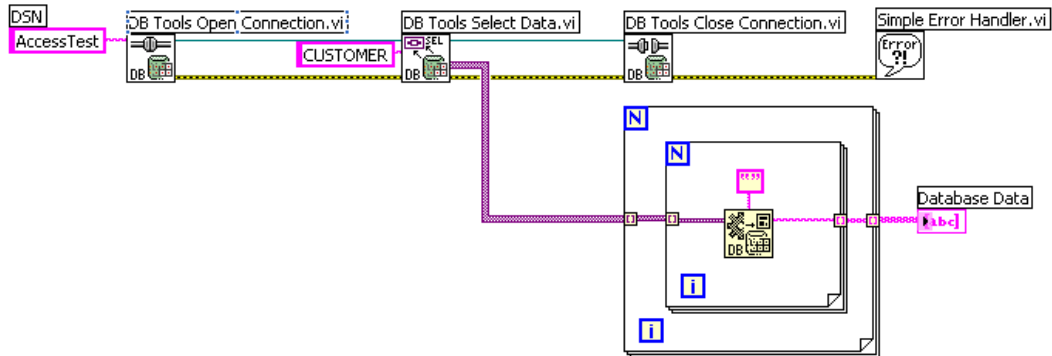 DSN
AccessTest
DB Tools Open Connection.vi
DB
CUSTOMER
DB Tools Select Data.vi
SEL
DB
DB Tools Close Connection.vi
DB
Simple Error Handler.vi
Error
?!
N
N
""
DB
i
i
Database Data
abc